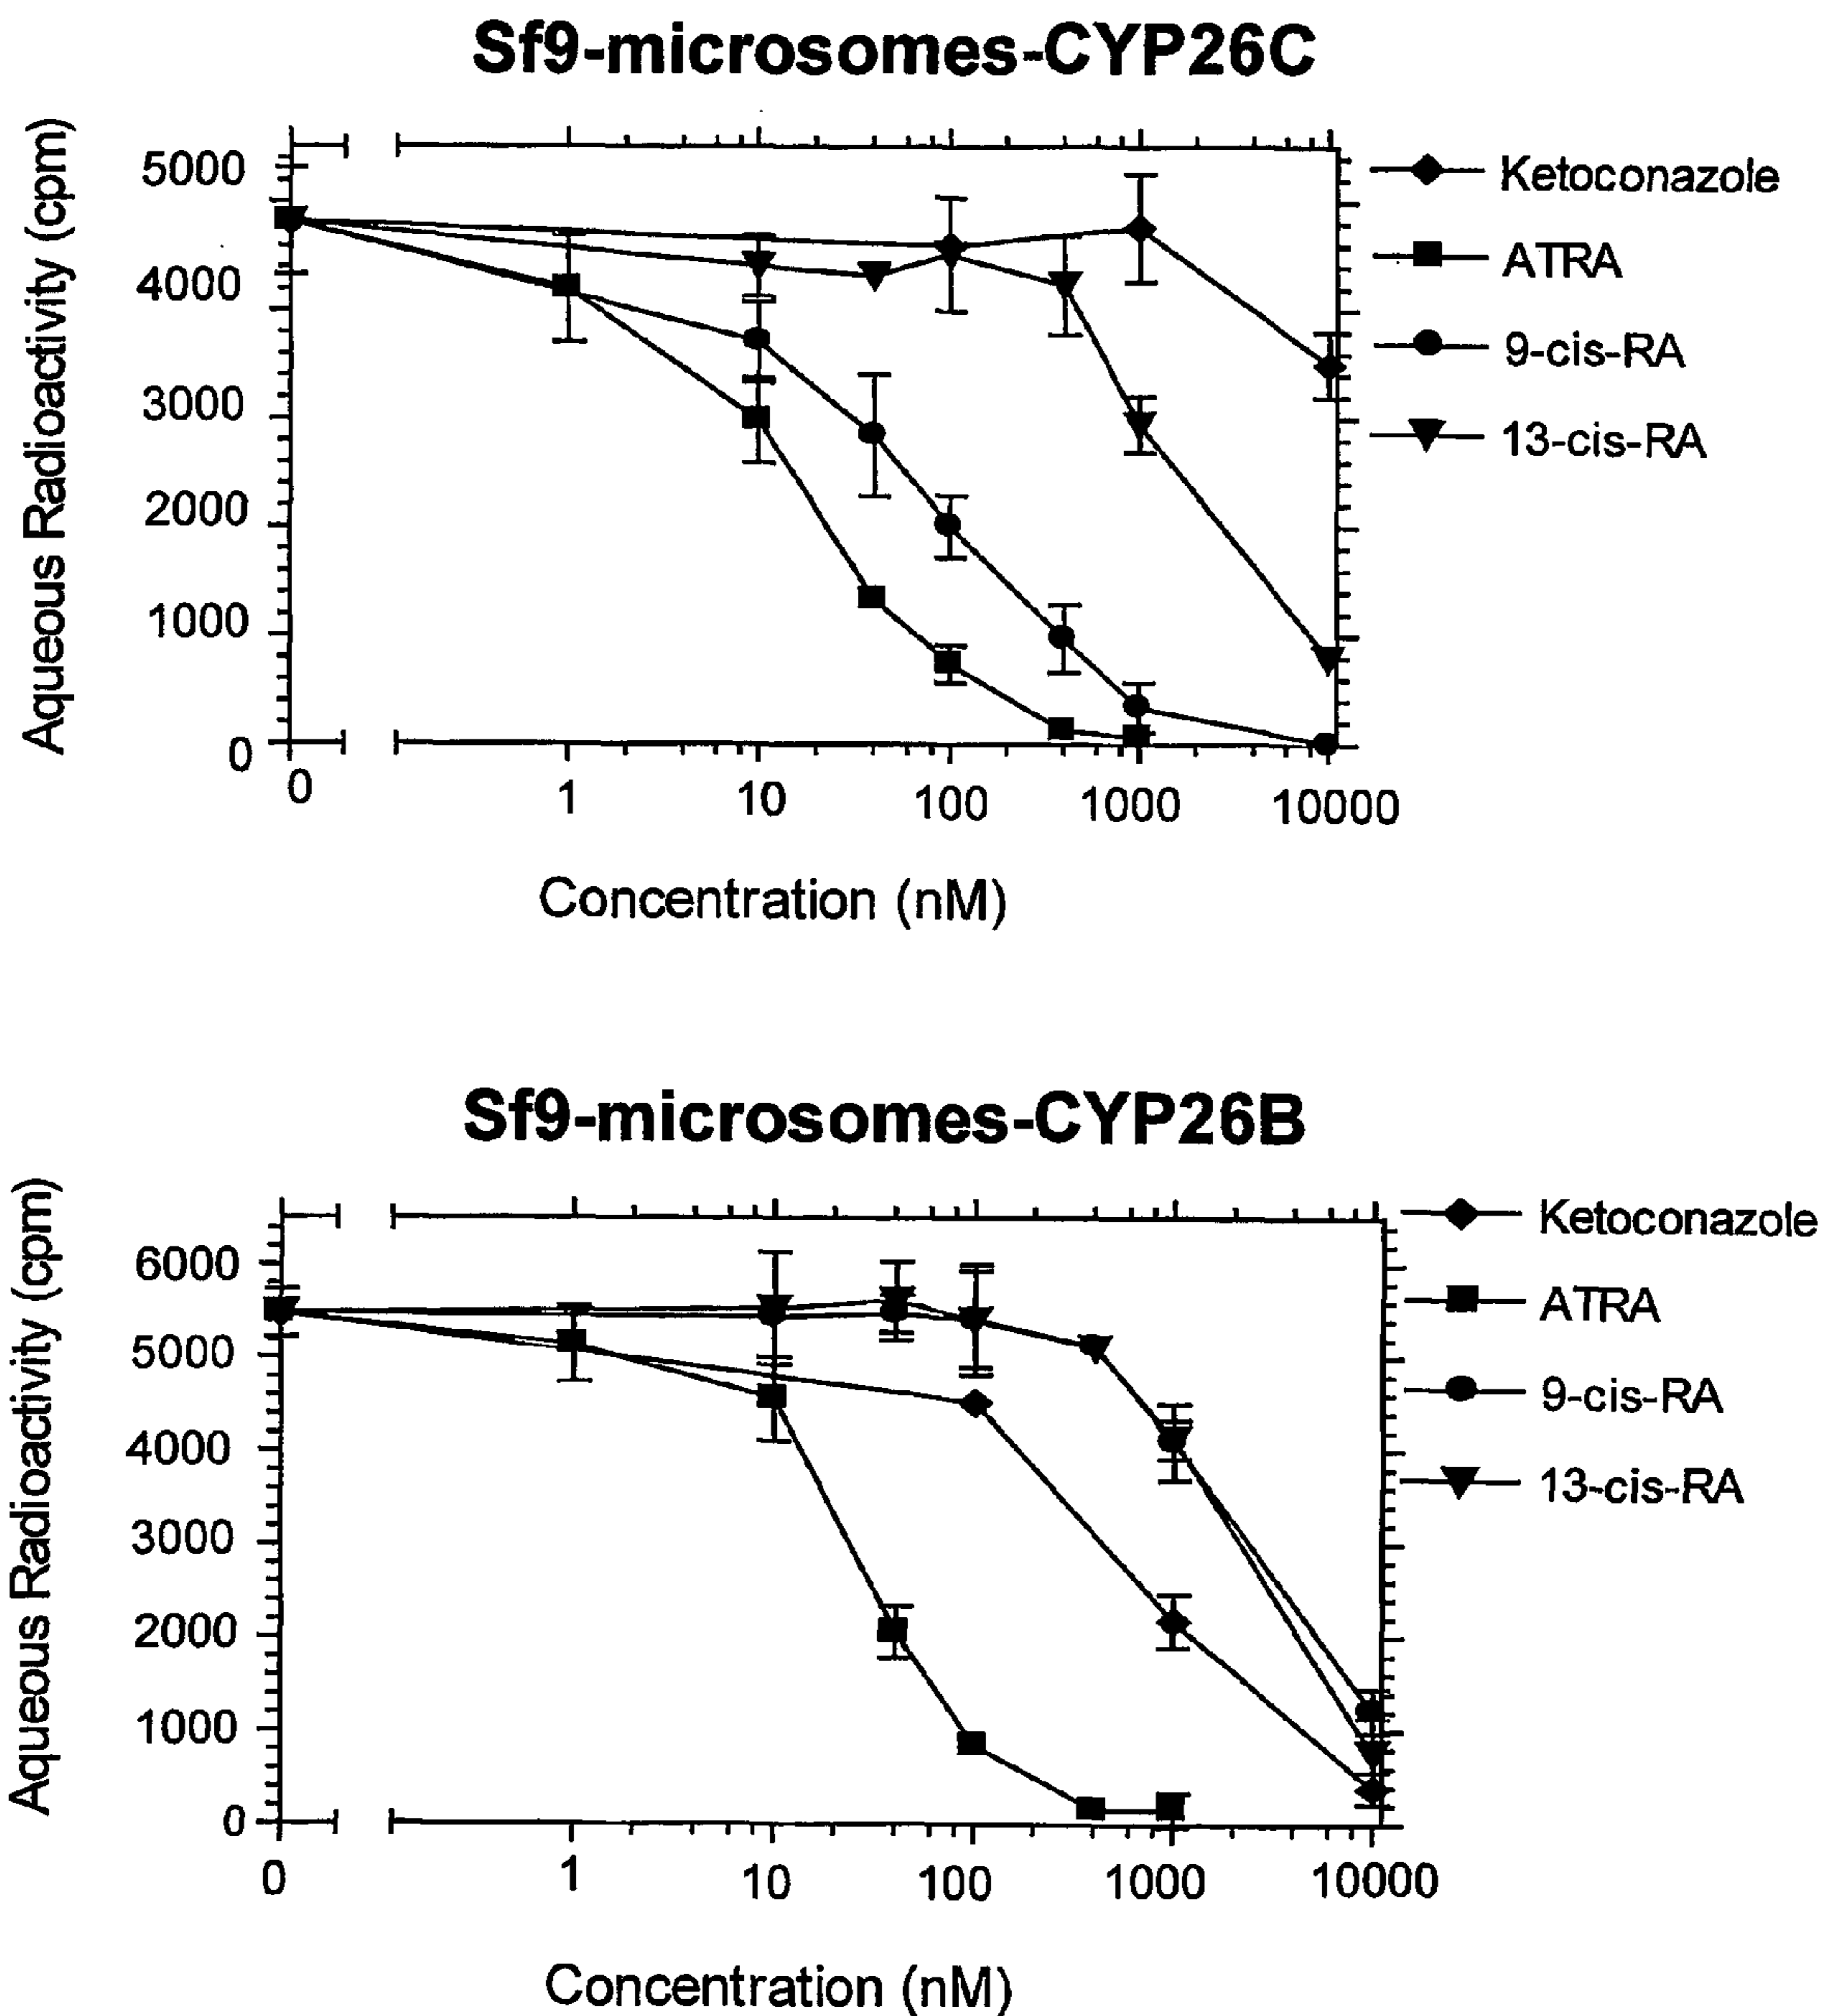 Sf9-microsomes-CYP26C
Aqueous Radioactivity (cpm)
5000
4000
3000
2000
1000
0
0 1 10 100 1000 10000
Concentration (nM)
Ketoconazole
ATRA
9-cis-RA
13-cis-RA
Sf9-microsomes-CYP26B
Aqueous Radioactivity (cpm)
6000
5000
4000
3000
2000
1000
0
0 1 10 100 1000 10000
Concentration (nM)
Ketoconazole
ATRA
9-cis-RA
13-cis-RA